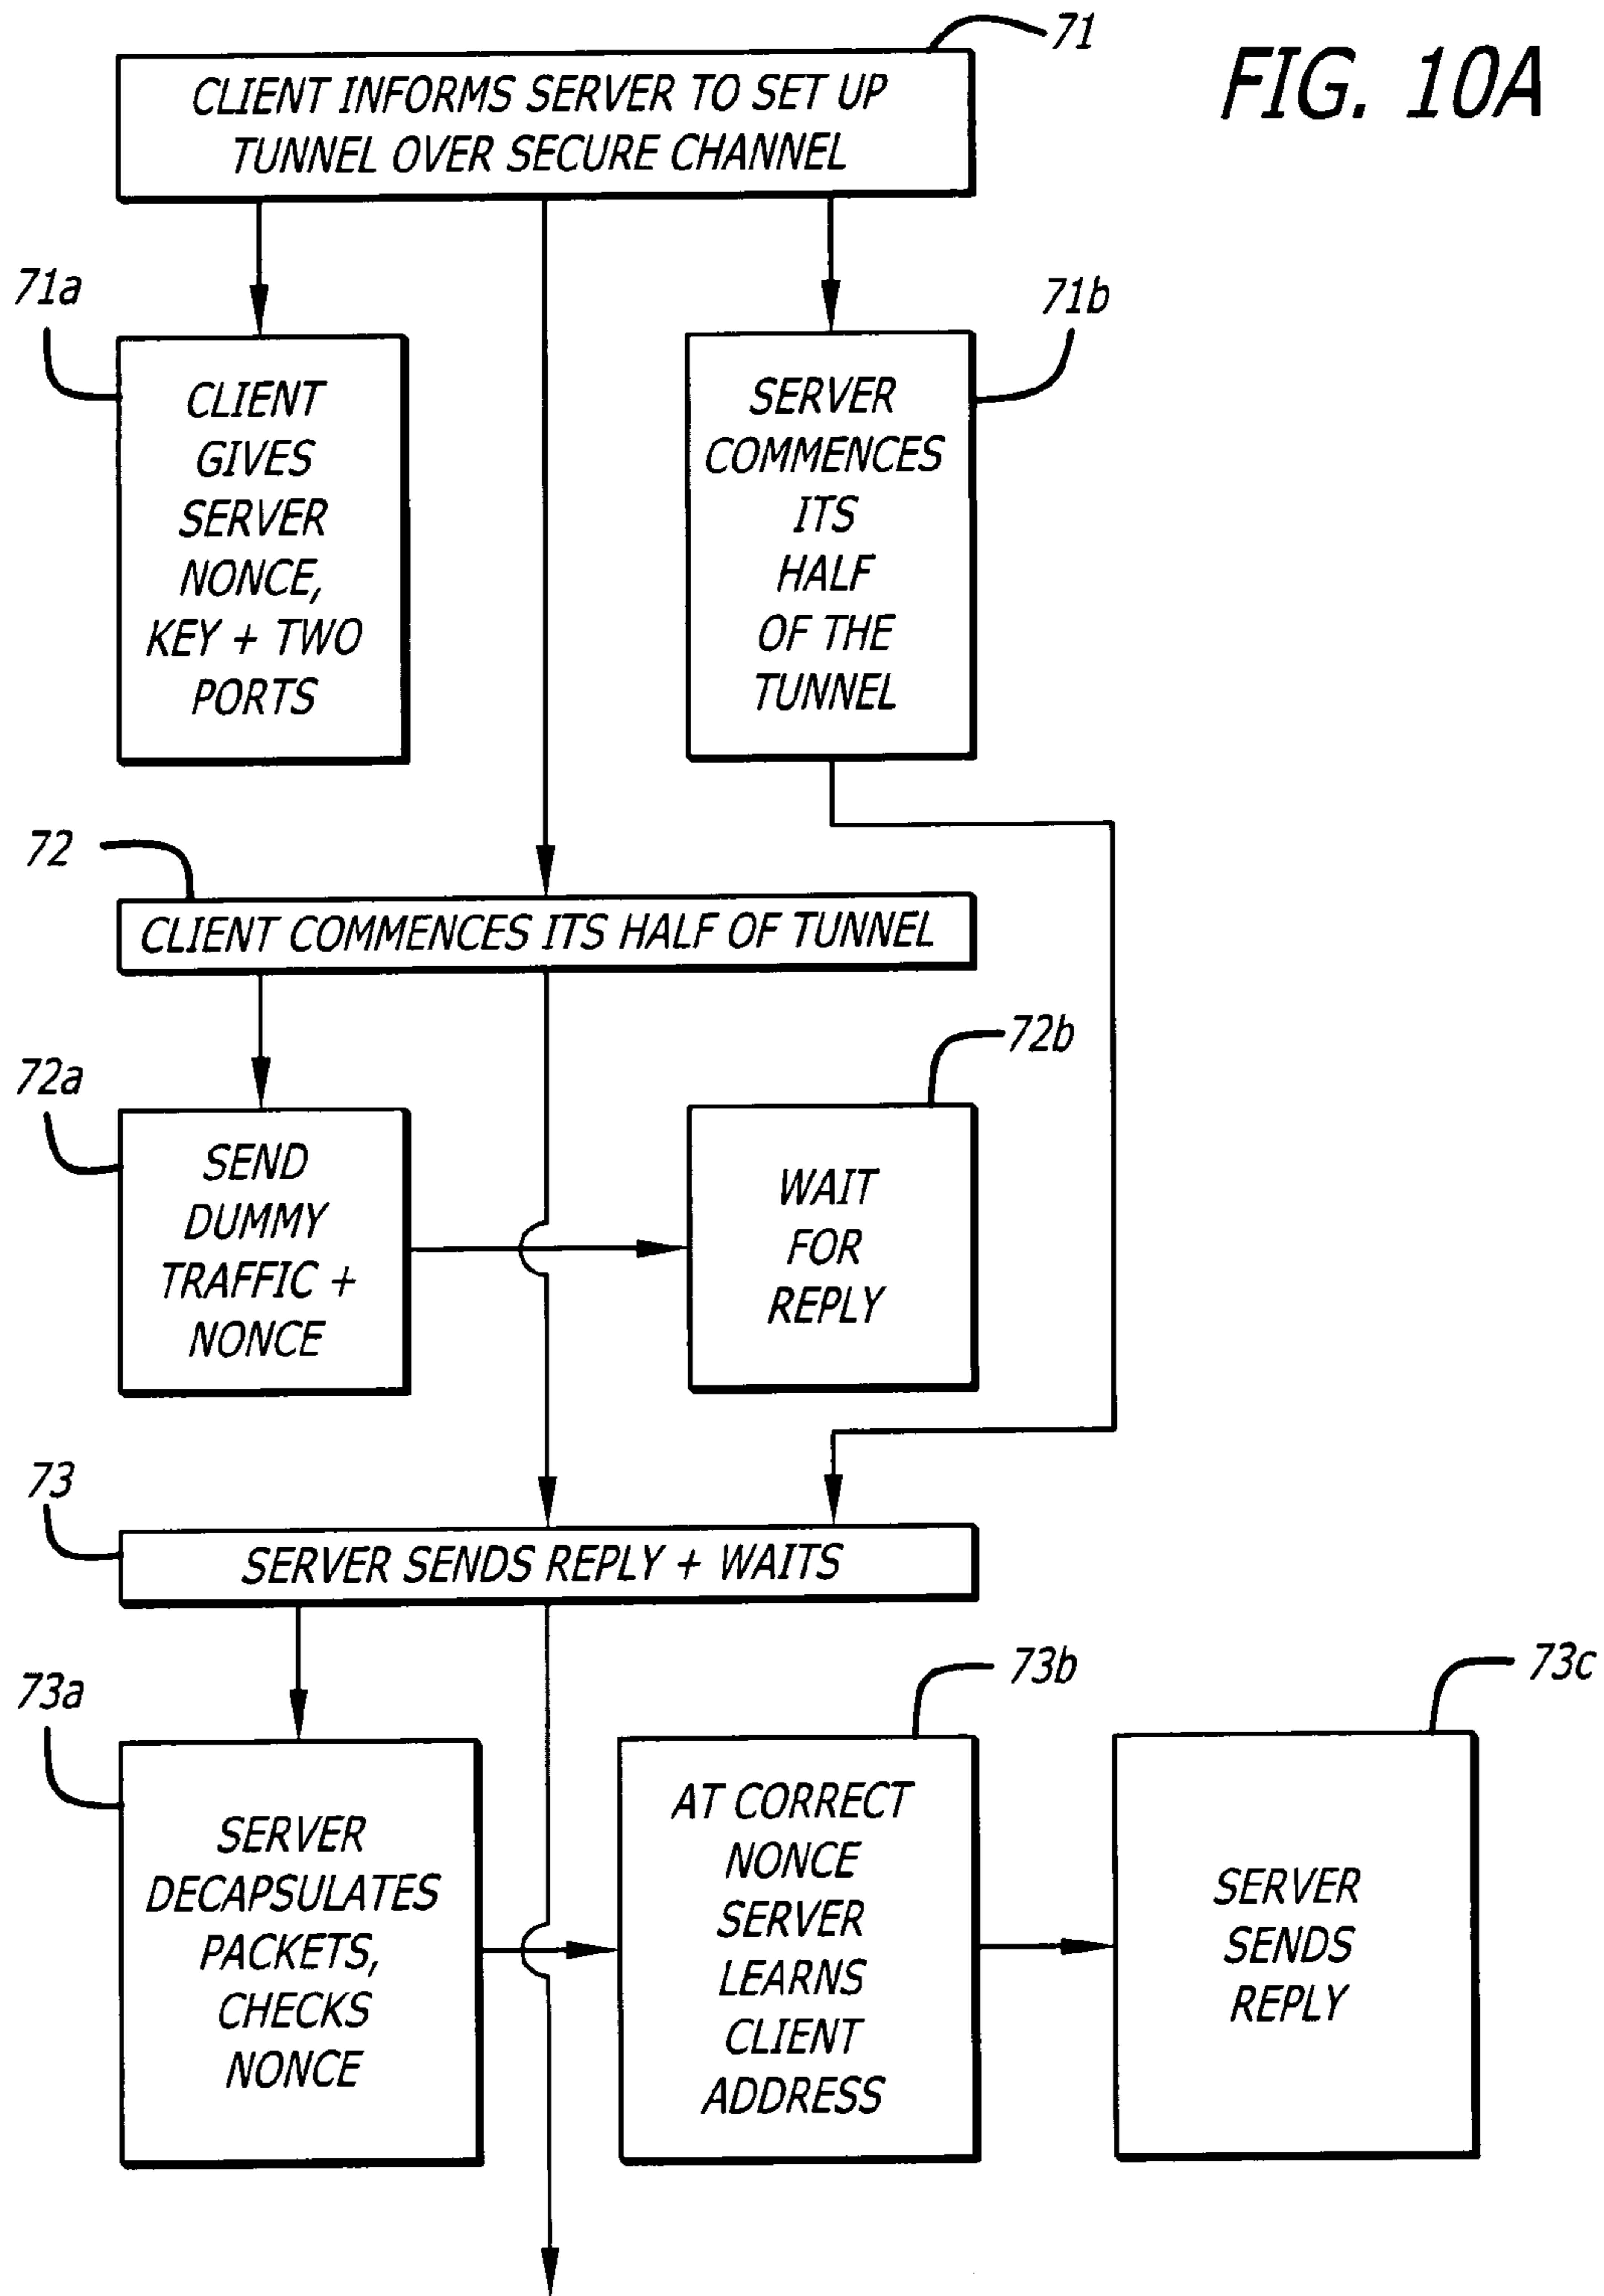 71
FIG. 10A
CLIENT INFORMS SERVER TO SET UP
TUNNEL OVER SECURE CHANNEL
71a
71b
CLIENT
GIVES
SERVER
NONCE,
KEY + TWO
PORTS
SERVER
COMMENCES
ITS
HALF
OF THE
TUNNEL
72
CLIENT COMMENCES ITS HALF OF TUNNEL
72a
72b
SEND
DUMMY
TRAFFIC +
NONCE
WAIT
FOR
REPLY
73
SERVER SENDS REPLY + WAITS
73a
73b
73c
SERVER
DECAPSULATES
PACKETS,
CHECKS
NONCE
AT CORRECT
NONCE
SERVER
LEARNS
CLIENT
ADDRESS
SERVER
SENDS
REPLY